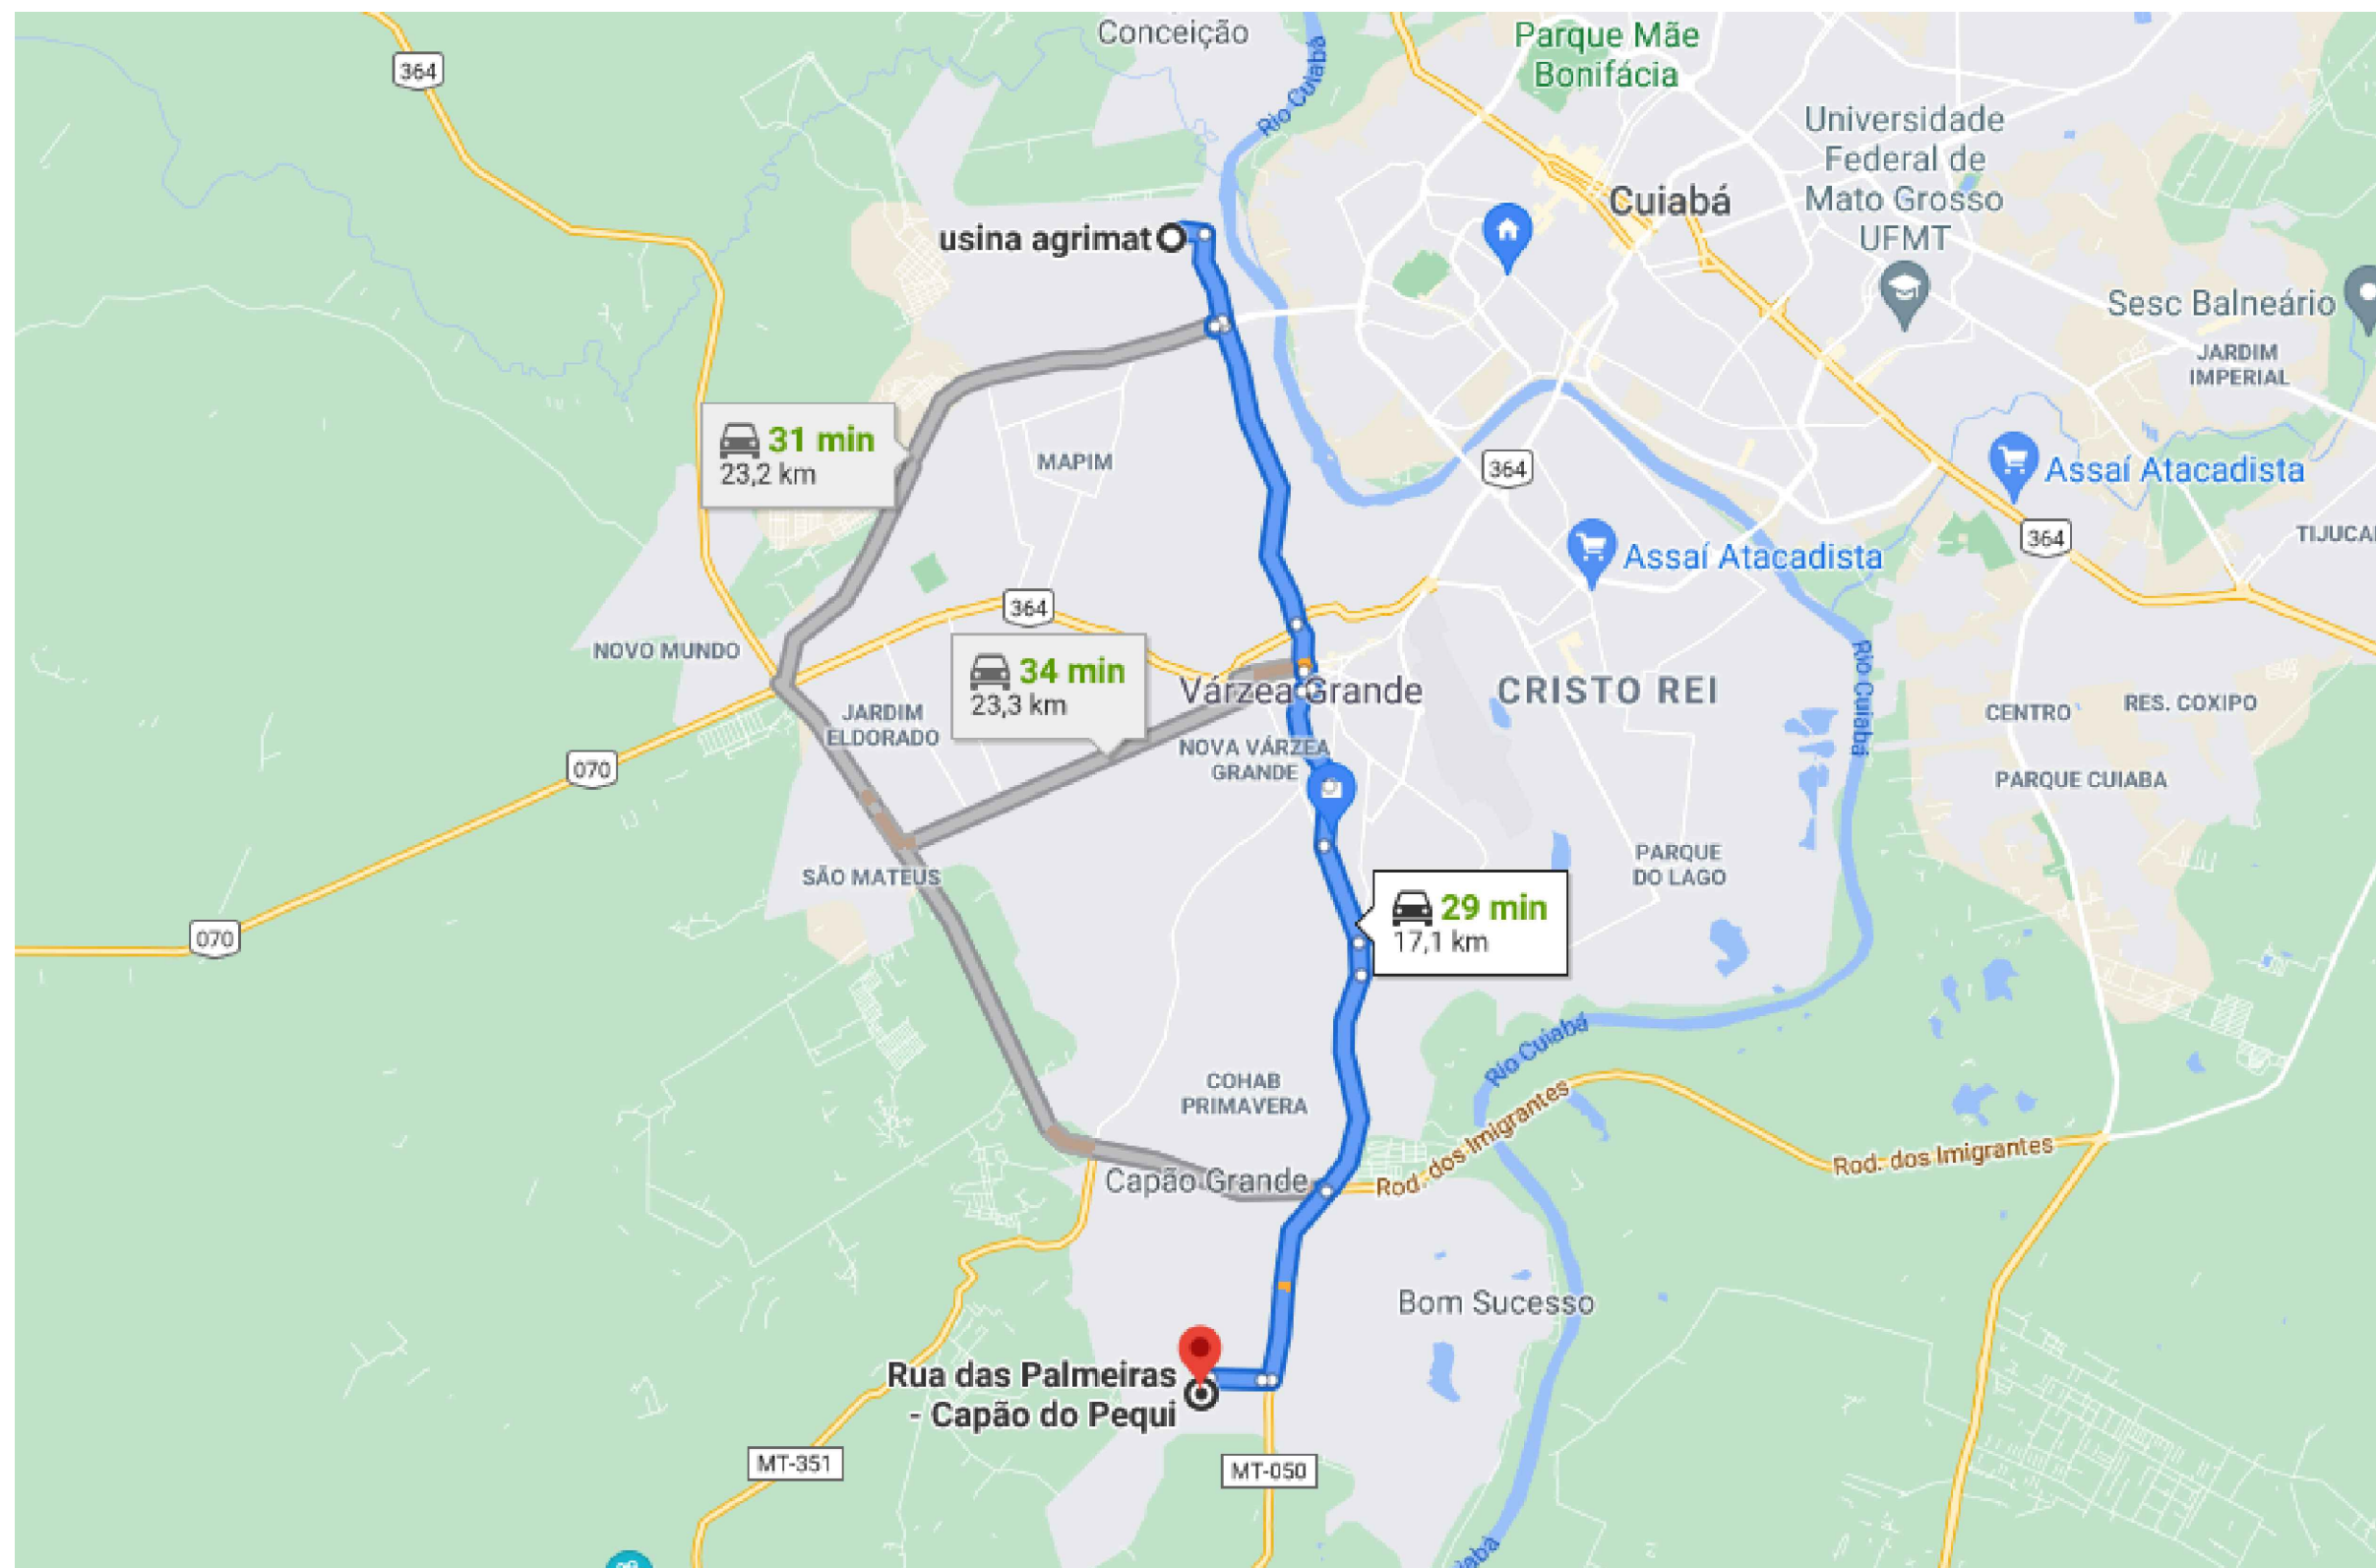 Conceição
Parque Mãe
Bonifácia
364
Rio Cuiabá
Universidade
Federal de
Mato Grosso
UFMT
Cuiabá
usina agrimat
Sesc Balneário
JARDIM
IMPERIAL
31 min
23,2 km
MAPIM
364
Assaí Atacadista
364
TIJUCA
Assaí Atacadista
364
NOVO MUNDO
34 min
23,3 km
Várzea Grande
CRISTO REI
Rio Cuiabá
CENTRO
RES. COXIPO
JARDIM
ELDORADO
NOVA VÁRZEA
GRANDE
070
PARQUE CUIABA
SÃO MATEUS
PARQUE
DO LAGO
29 min
17,1 km
070
Rio Cuiabá
COHAB
PRIMAVERA
Rod. dos Imigrantes
Rod. dos Imigrantes
Capão Grande
Bom Sucesso
Rua das Palmeiras
- Capão do Pequi
MT-351
MT-050
iabá